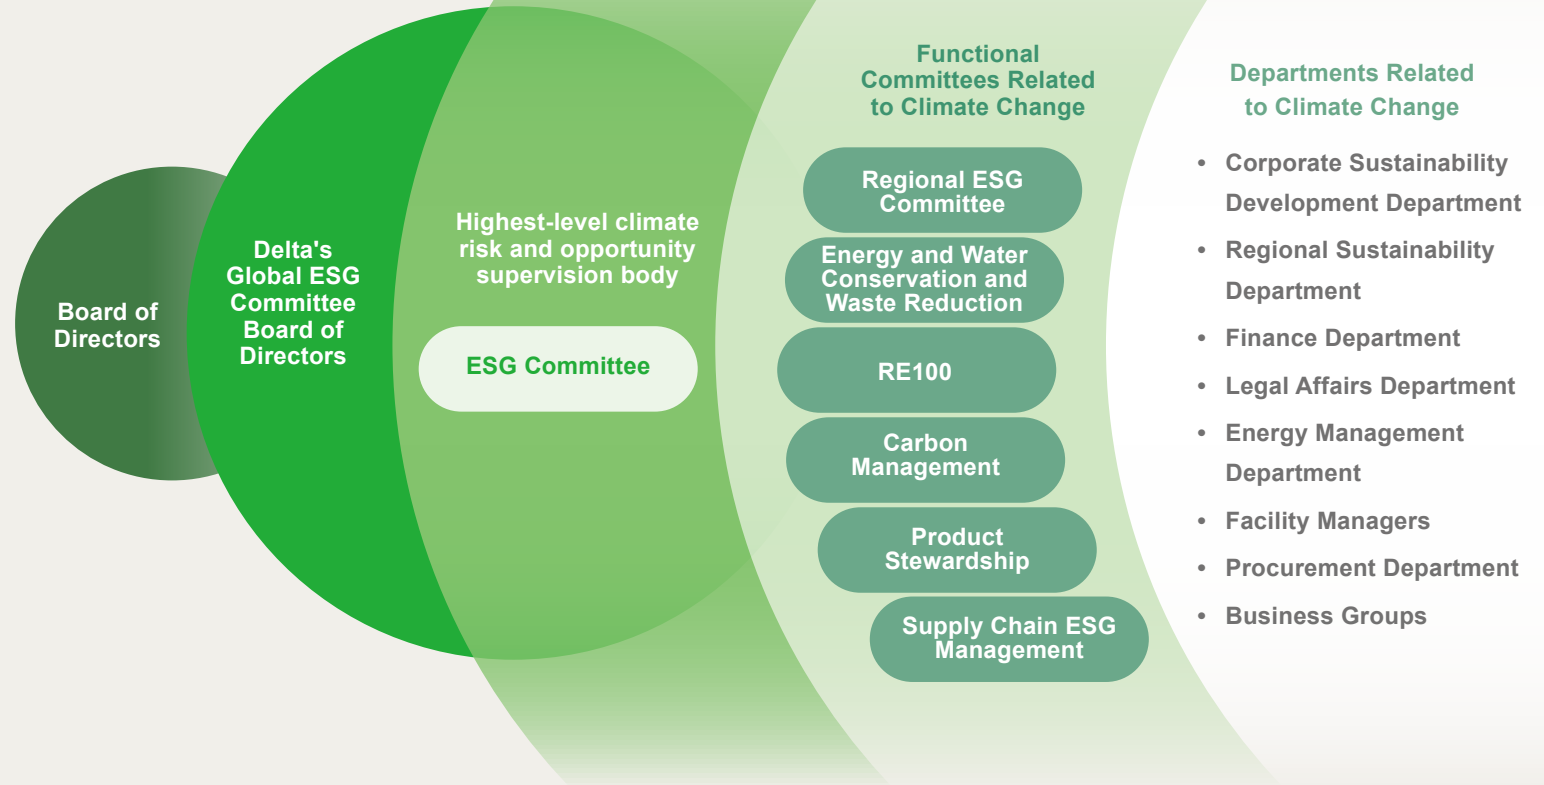 Board of
Directors
Delta's
Global ESG
Committee
Board of
Directors
Highest-level climate
risk and opportunity
supervision body
ESG Committee
Functional
Committees Related
to Climate Change
Regional ESG
Committee
Energy and Water
Conservation and
Waste Reduction
RE100
Carbon
Management
Product
Stewardship
Supply Chain ESG
Management
Departments Related
to Climate Change
• Corporate Sustainability
Development Department
• Regional Sustainability
Department
• Finance Department
• Legal Affairs Department
• Energy Management
Department
• Facility Managers
• Procurement Department
• Business Groups